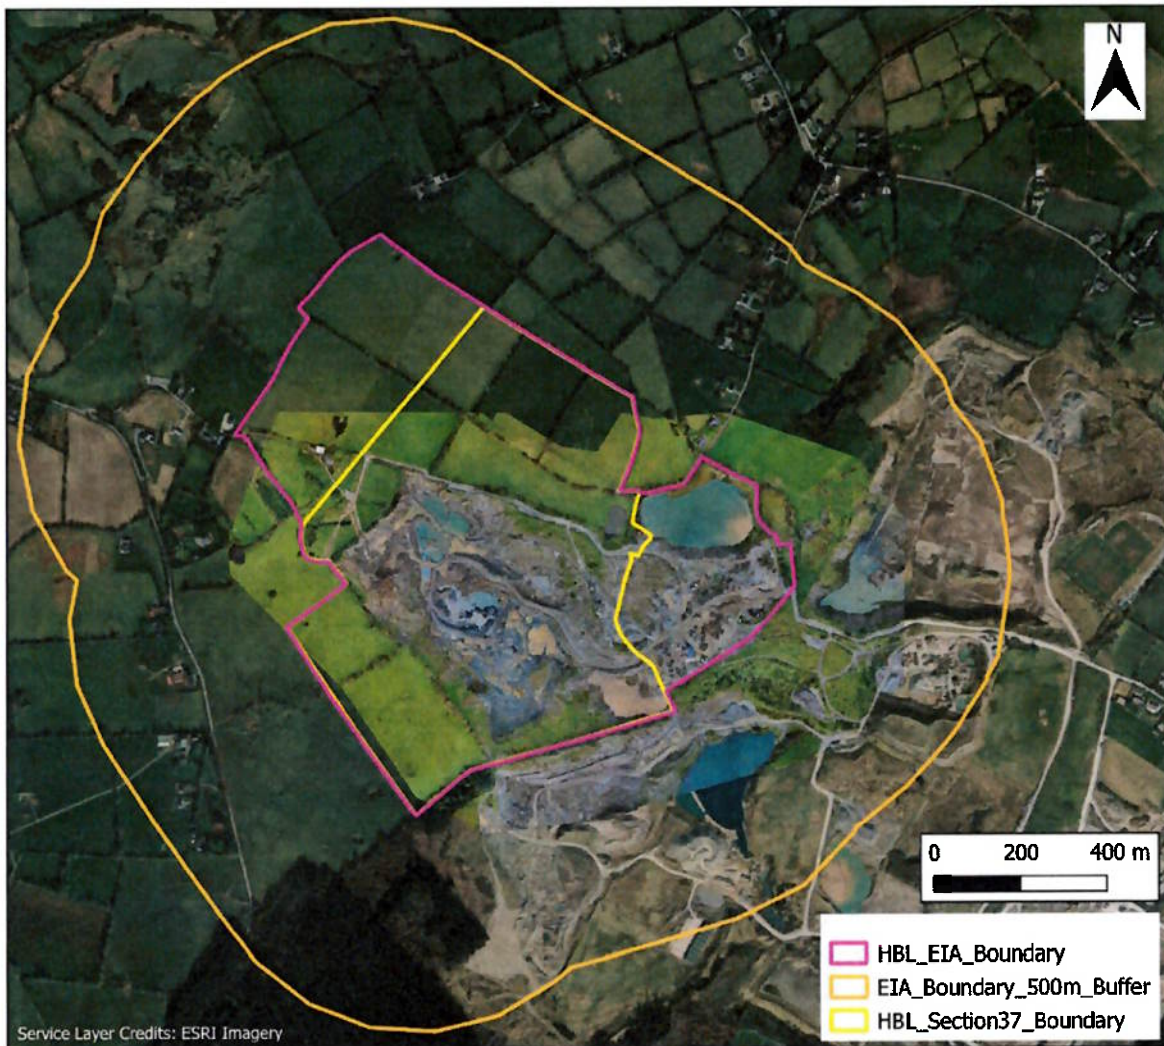 N
0 200 400 m
HBL_EIA_Boundary
EIA_Boundary_500m_Buffer
HBL_Section37_Boundary
Service Layer Credits: ESRI Imagery